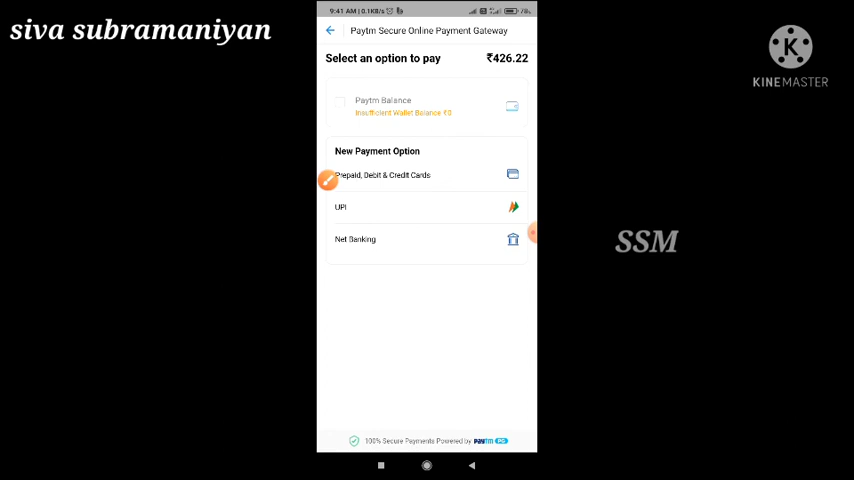 siva subramaniyan
9:41 AM | 0.1KB/s
78
Paytm Secure Online Payment Gateway
Select an option to pay
₹426.22
Paytm Balance
Insufficient Wallet Balance ₹0
New Payment Option
Prepaid, Debit & Credit Cards
UPI
Net Banking
100% Secure Payments Powered by paytm PG
K
KINEMASTER
SSM